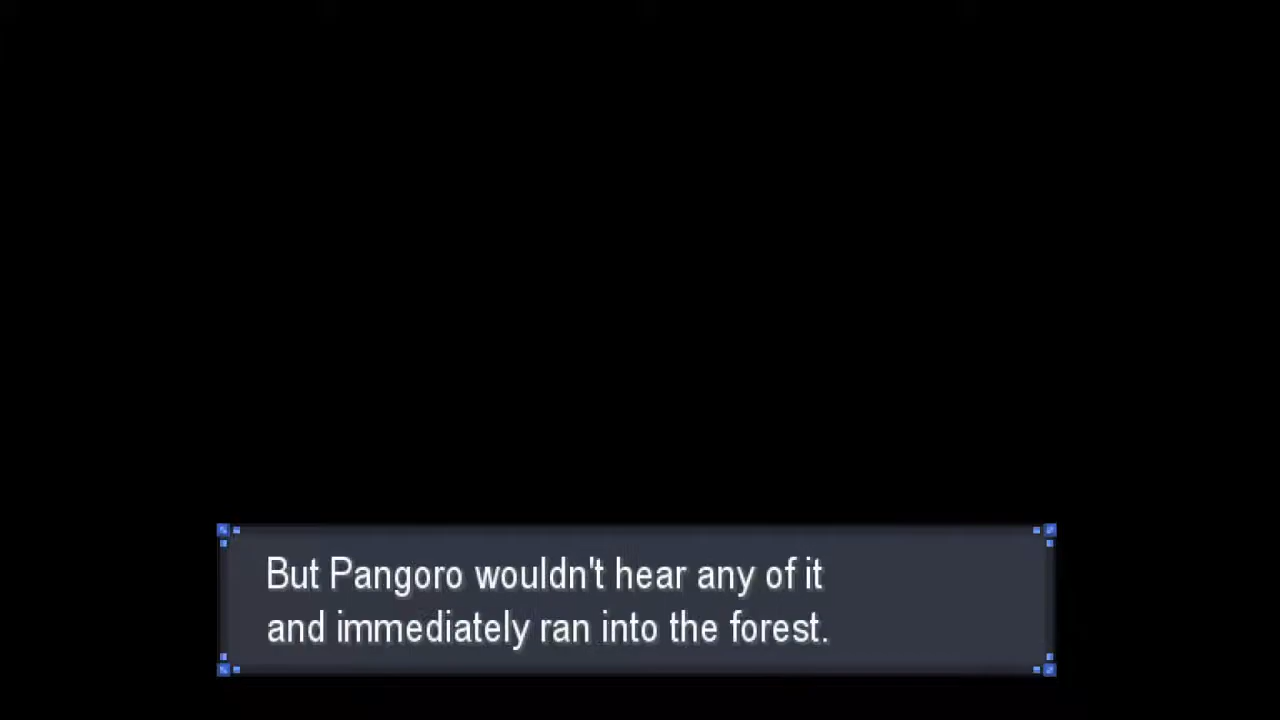 But Pangoro wouldn't hear any of it
and immediately ran into the forest.